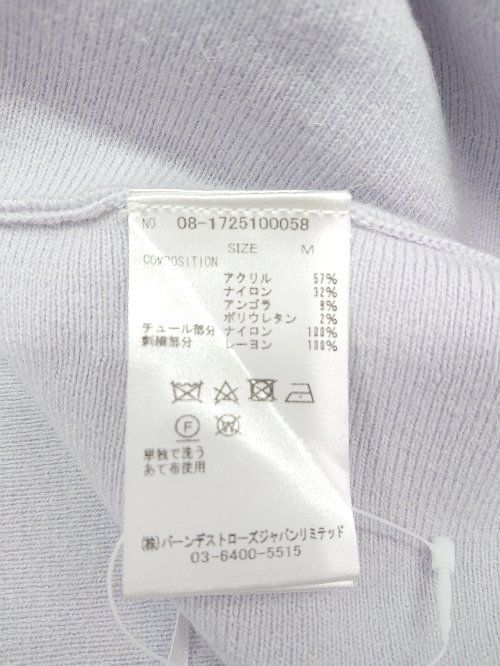 NO 08-1725100058
SIZE M
COMPOSITION
アクリル 57%
ナイロン 32%
アンゴラ 9%
ポリウレタン 2%
チュール部分 ナイロン 100%
刺繍部分 レーヨン 100%
F W
単独で洗う
あて布使用
(株)バーンデストローズジャパンリミテッド
03-6400-5515